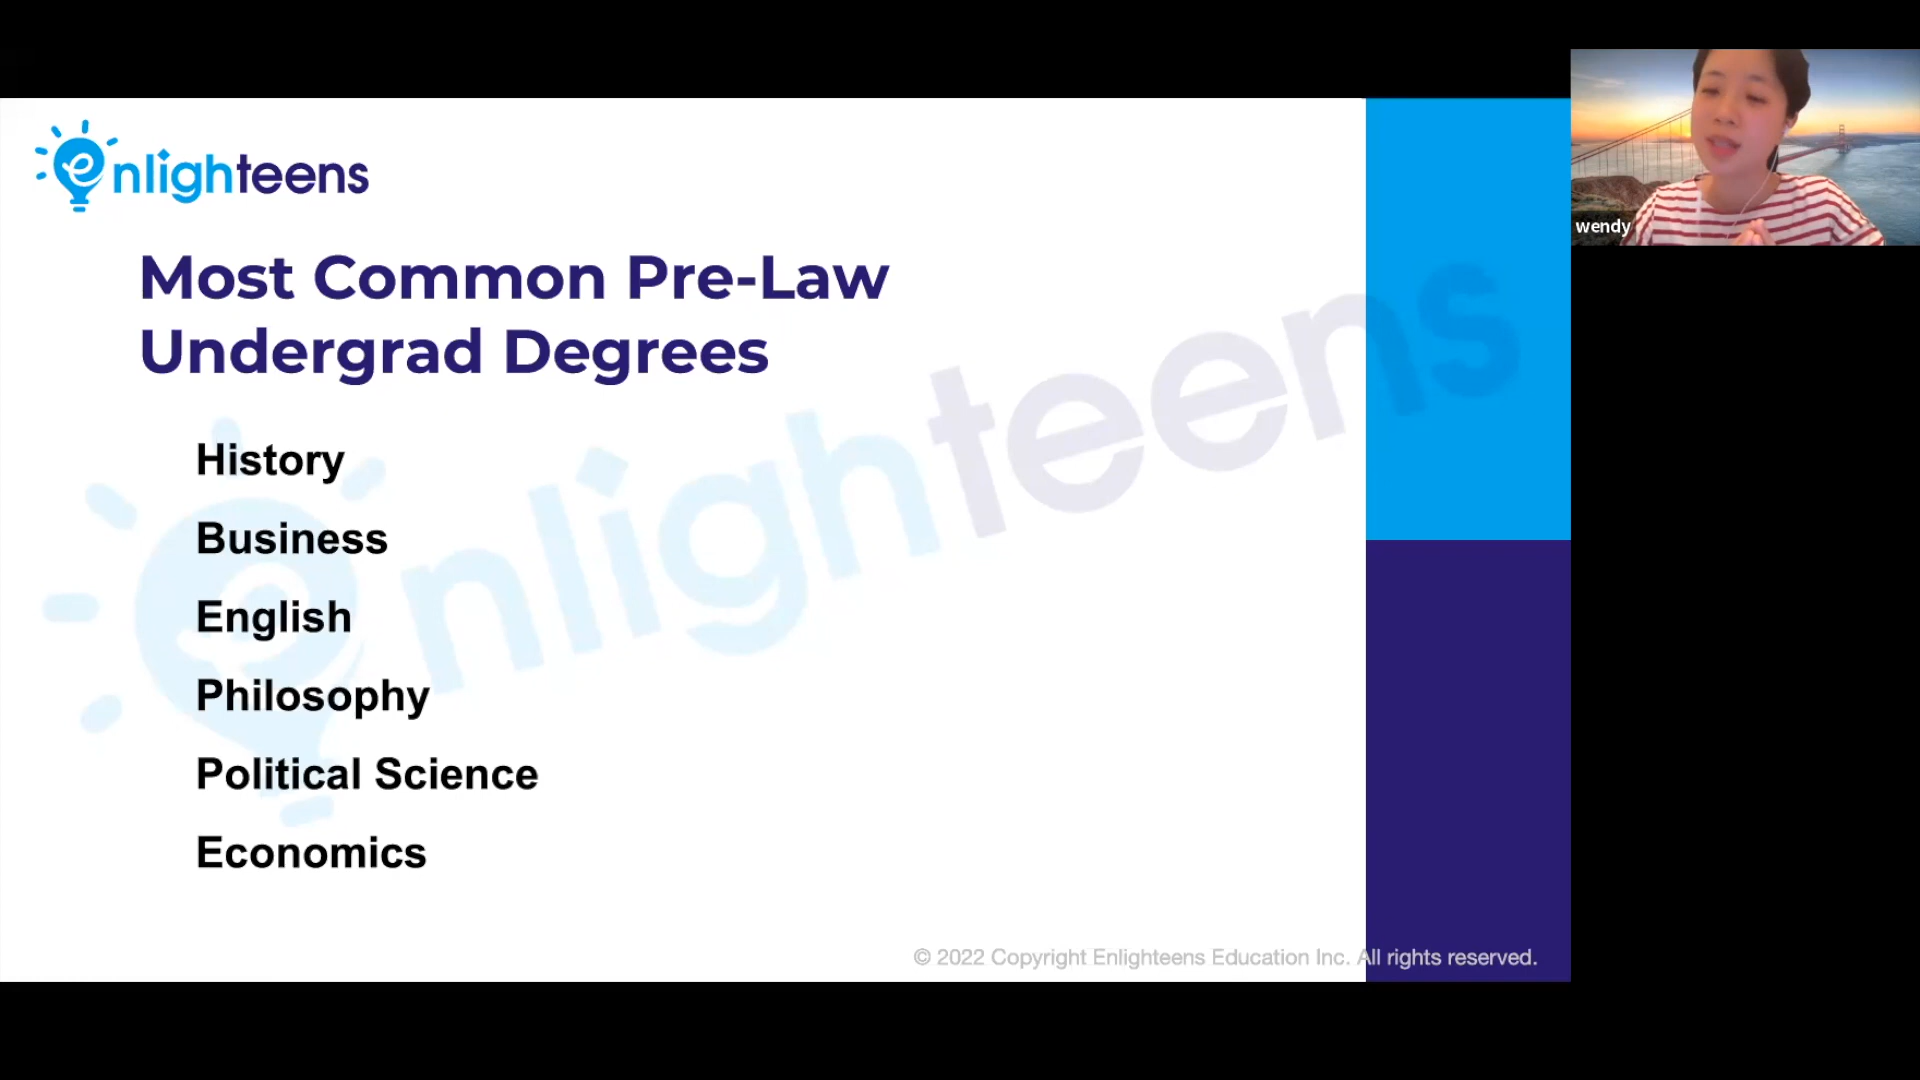 enlighteens
wendy
Most Common Pre-Law
Undergrad Degrees
enlighteens
History
Business
English
Philosophy
Political Science
Economics
© 2022 Copyright Enlighteens Education Inc. All rights reserved.